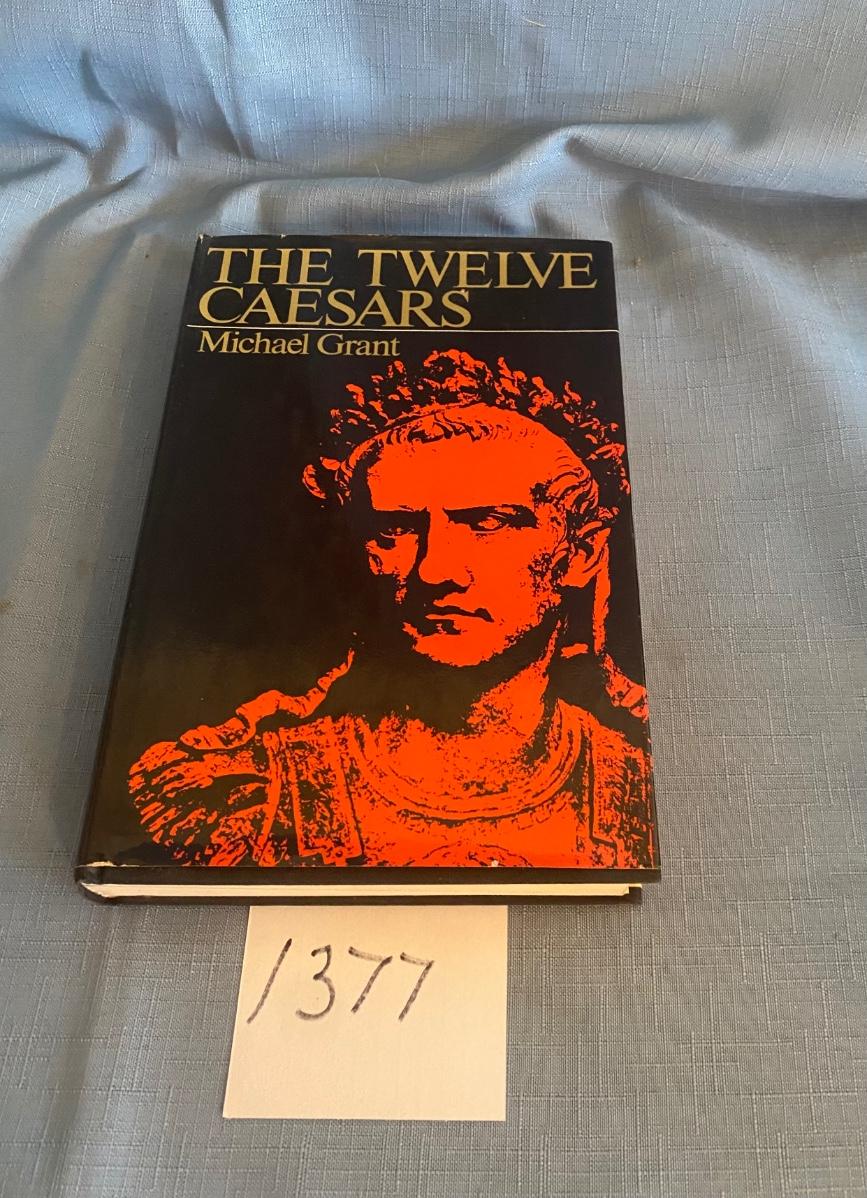 THE TWELVE
CAESARS
Michael Grant
1377